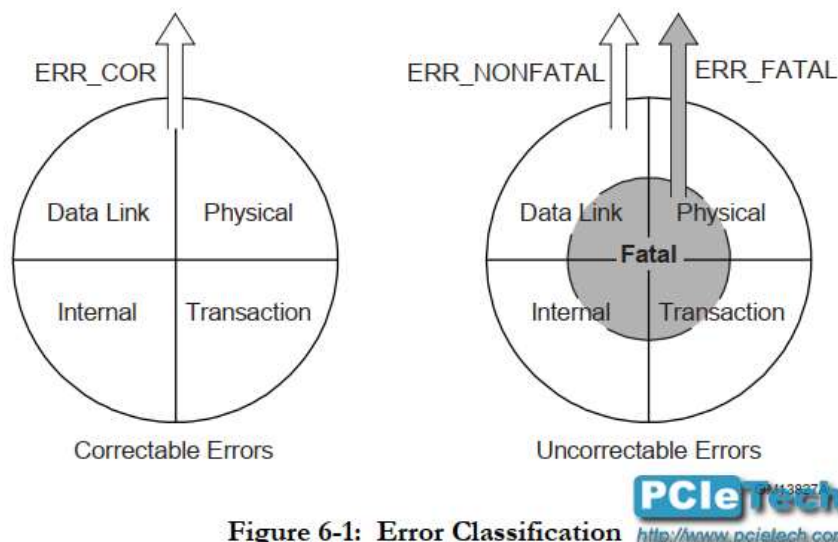 ERR_COR
ERR_NONFATAL
ERR_FATAL
Data Link
Physical
Internal
Transaction
Correctable Errors
Data Link
Physical
Fatal
Internal
Transaction
Uncorrectable Errors
PCIeTech
Figure 6-1: Error Classification
http://www.pcietech.com